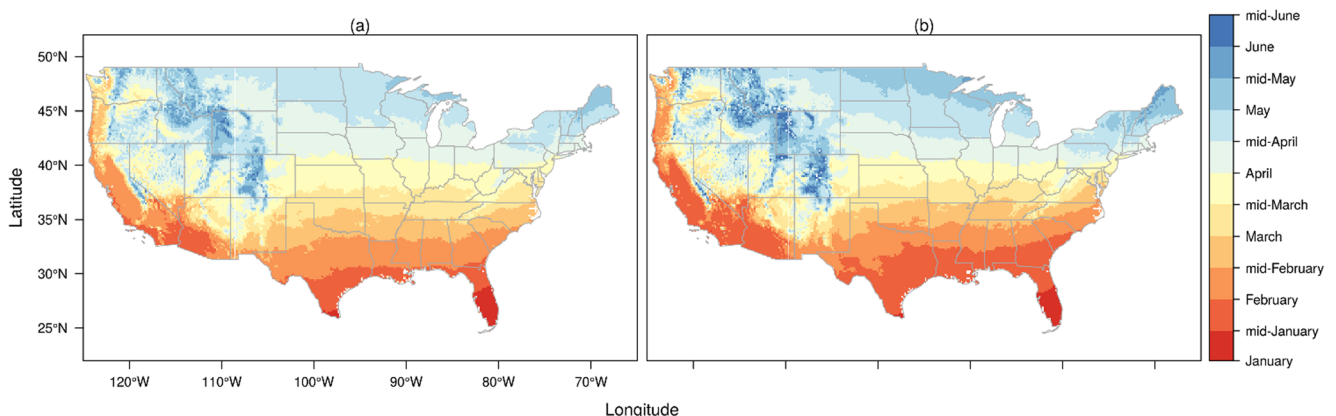 (a)
(b)
50°N
45°N
40°N
35°N
30°N
25°N
Latitude
120°W
110°W
100°W
90°W
80°W
70°W
Longitude
mid-June
June
mid-May
May
mid-April
April
mid-March
March
mid-February
February
mid-January
January